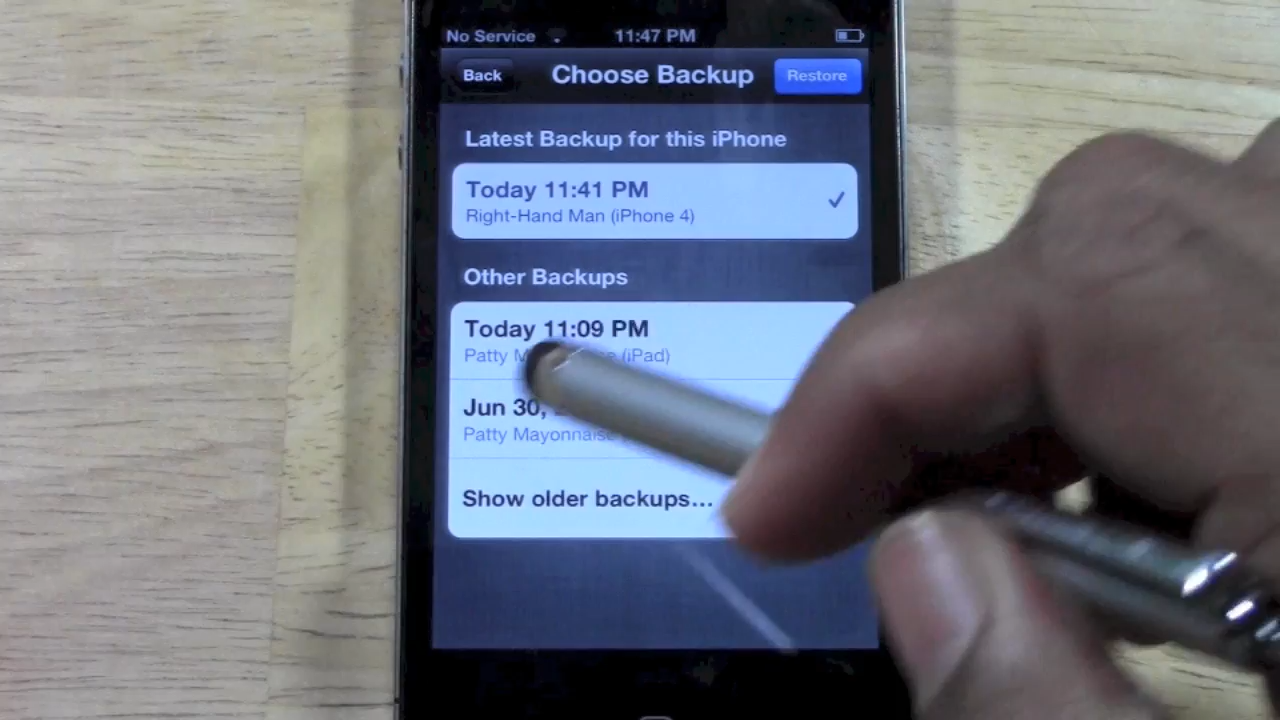 No Service 11:47 PM
Back Choose Backup Restore
Latest Backup for this iPhone
Today 11:41 PM
Right-Hand Man (iPhone 4)
Other Backups
Today 11:09 PM
Patty (iPad)
Jun 30,
Patty Mayonnaise
Show older backups...